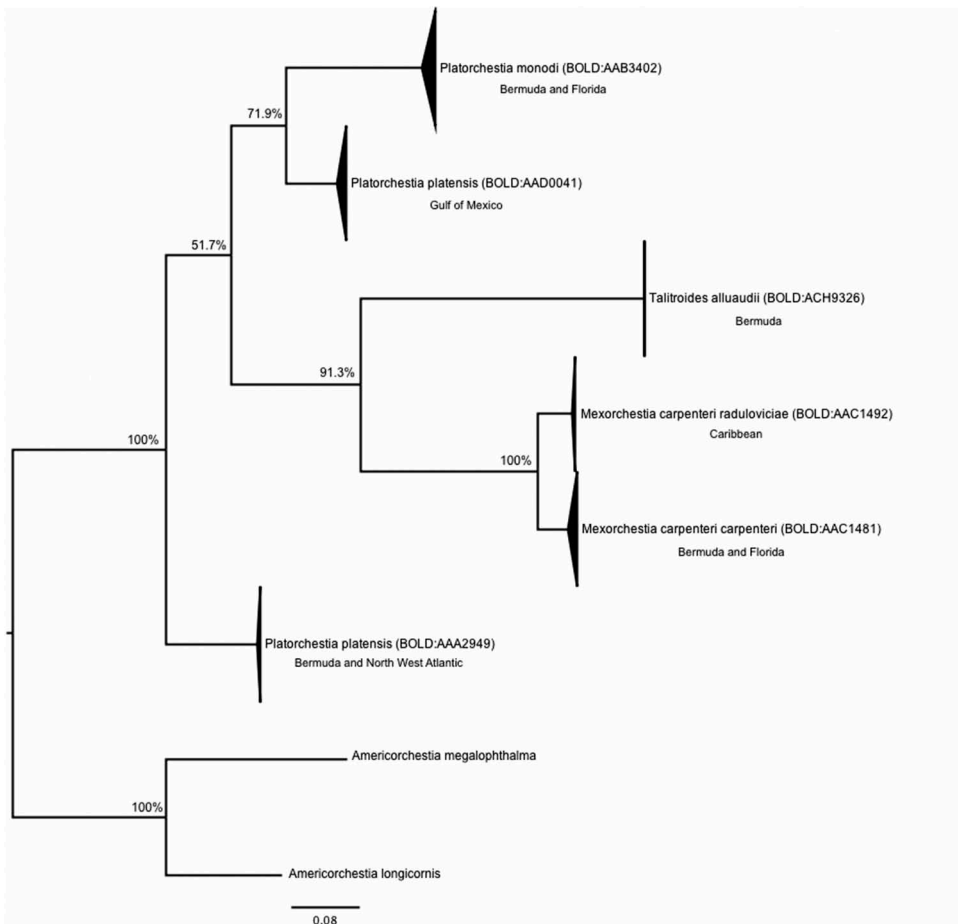 Platorchestia monodi (BOLD:AAB3402)
Bermuda and Florida
71.9%
Platorchestia platensis (BOLD:AAD0041)
Gulf of Mexico
51.7%
Talitroides alluaudii (BOLD:ACH9326)
Bermuda
91.3%
Mexorchestia carpenteri raduloviciae (BOLD:AAC1492)
Caribbean
100%
100%
Mexorchestia carpenteri carpenteri (BOLD:AAC1481)
Bermuda and Florida
Platorchestia platensis (BOLD:AAA2949)
Bermuda and North West Atlantic
Americorchestia megalophthalma
100%
Americorchestia longicornis
0.08